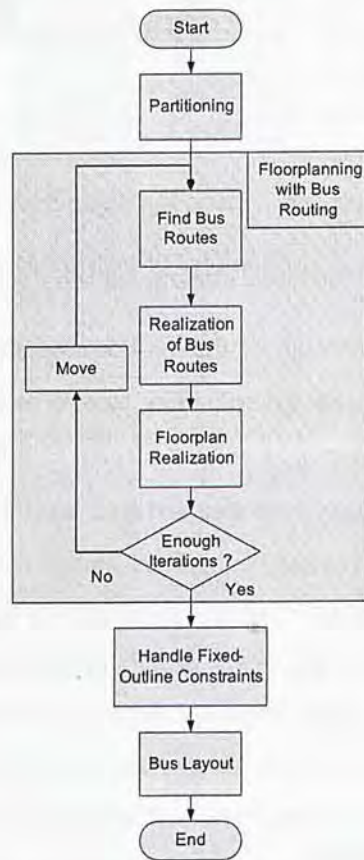 Start
Partitioning
Floorplanning
with Bus
Routing
Find Bus
Routes
Realization
of Bus
Routes
Move
Floorplan
Realization
Enough
Iterations ?
No
Yes
Handle Fixed-
Outline Constraints
Bus Layout
End